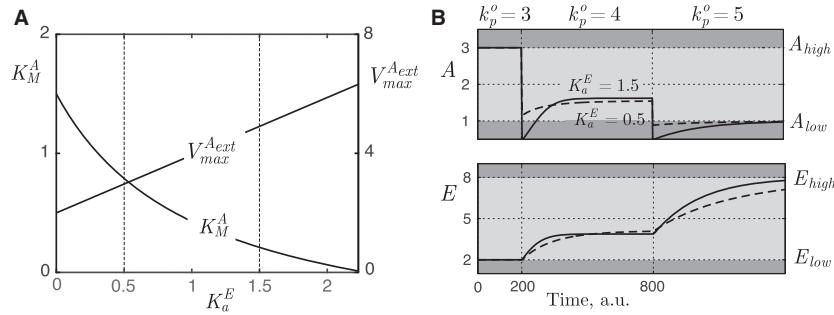 A
2
8
K_M^A
V_max^{A_ext}
1
4
V_max^{A_ext}
K_M^A
0
0
0
0.5
1
1.5
2
K_a^E
B
k_p^o = 3
k_p^o = 4
k_p^o = 5
3
A_high
A
2
K_a^E = 1.5
K_a^E = 0.5
1
A_low
8
E_high
E
5
2
E_low
0
200
800
Time, a.u.